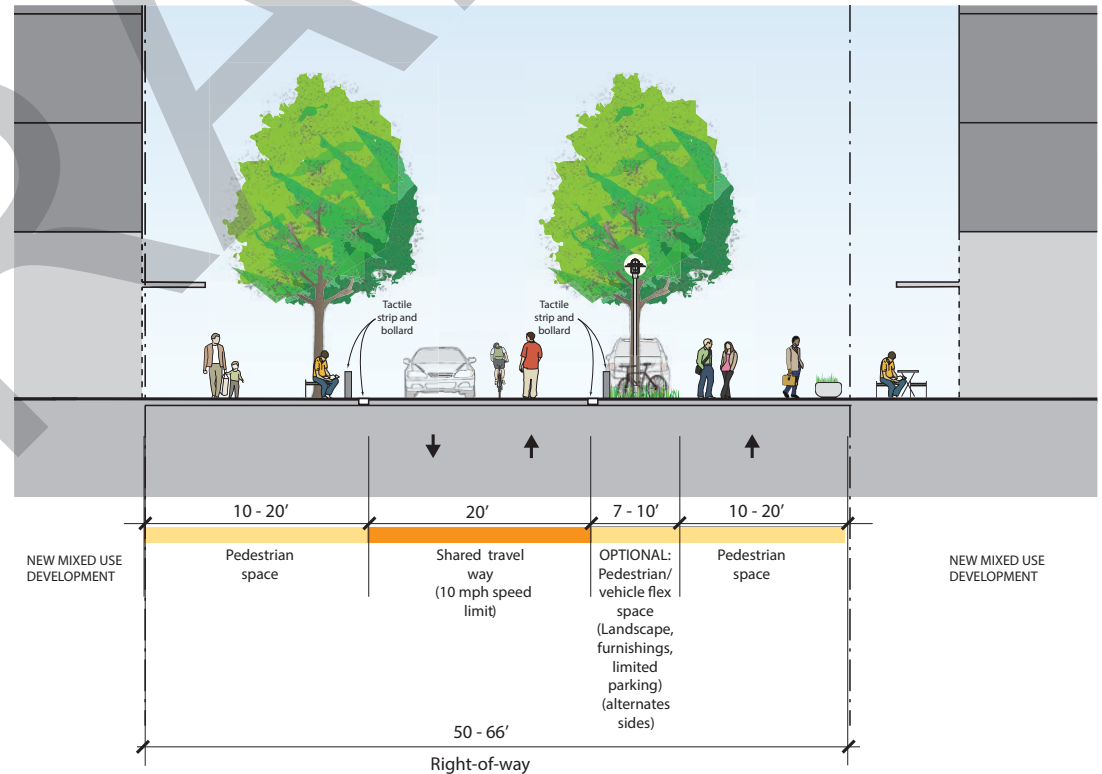 Tactile
strip and
bollard
Tactile
strip and
bollard
10 - 20’
20’
7 - 10’
10 - 20’
NEW MIXED USE
DEVELOPMENT
Pedestrian
space
Shared travel
way
(10 mph speed
limit)
OPTIONAL:
Pedestrian/
vehicle flex
space
(Landscape,
furnishings,
limited
parking)
(alternates
sides)
Pedestrian
space
NEW MIXED USE
DEVELOPMENT
50 - 66’
Right-of-way